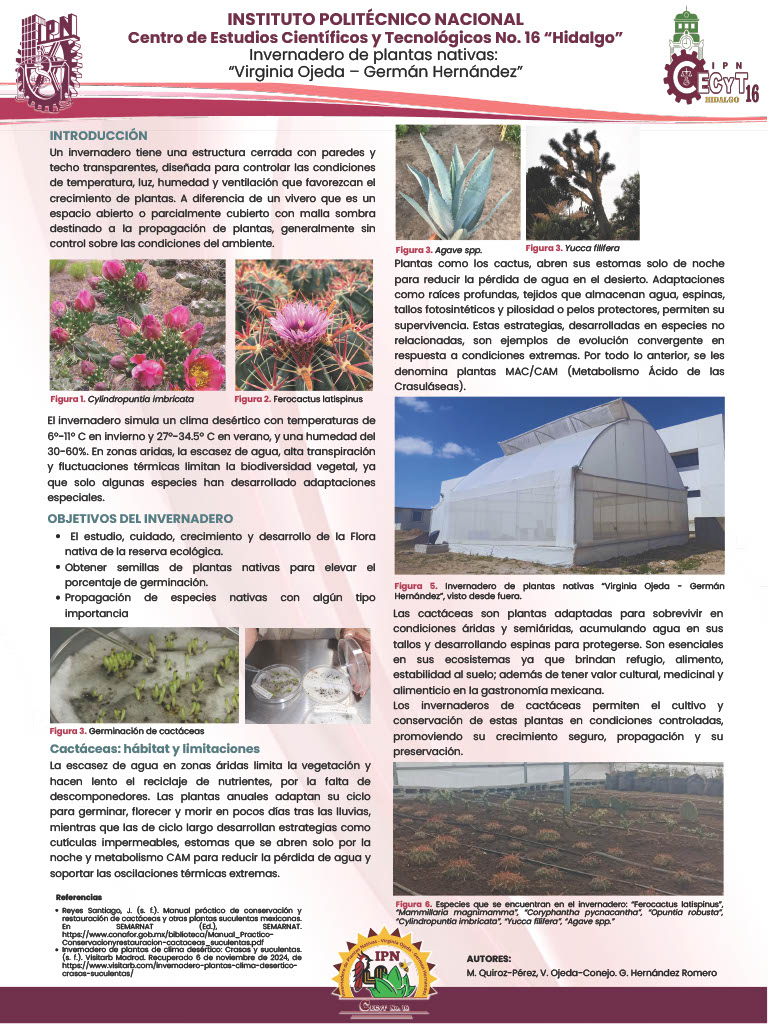 INSTITUTO POLITÉCNICO NACIONAL
Centro de Estudios Científicos y Tecnológicos No. 16 “Hidalgo”
Invernadero de plantas nativas:
“Virginia Ojeda – Germán Hernández”
IPN
IPN
CECyT 16
HIDALGO
INTRODUCCIÓN
Un invernadero tiene una estructura cerrada con paredes y
techo transparentes, diseñada para controlar las condiciones
de temperatura, luz, humedad y ventilación que favorezcan el
crecimiento de plantas. A diferencia de un vivero que es un
espacio abierto o parcialmente cubierto con malla sombra
destinado a la propagación de plantas, generalmente sin
control sobre las condiciones del ambiente.
Figura 1. Cylindropuntia imbricata
Figura 2. Ferocactus latispinus
El invernadero simula un clima desértico con temperaturas de
6°-11° C en invierno y 27°-34.5° C en verano, y una humedad del
30-60%. En zonas aridas, la escasez de agua, alta transpiración
y fluctuaciones térmicas limitan la biodiversidad vegetal, ya
que solo algunas especies han desarrollado adaptaciones
especiales.
OBJETIVOS DEL INVERNADERO
• El estudio, cuidado, crecimiento y desarrollo de la Flora
nativa de la reserva ecológica.
• Obtener semillas de plantas nativas para elevar el
porcentaje de germinación.
• Propagación de especies nativas con algún tipo
importancia
Figura 3. Germinación de cactáceas
Cactáceas: hábitat y limitaciones
La escasez de agua en zonas áridas limita la vegetación y
hacen lento el reciclaje de nutrientes, por la falta de
descomponedores. Las plantas anuales adaptan su ciclo
para germinar, florecer y morir en pocos días tras las lluvias,
mientras que las de ciclo largo desarrollan estrategias como
cutículas impermeables, estomas que se abren solo por la
noche y metabolismo CAM para reducir la pérdida de agua y
soportar las oscilaciones térmicas extremas.
Referencias
• Reyes Santiago, J. (s. f.). Manual práctico de conservación y
restauración de cactáceas y otras plantas suculentas mexicanas.
En SEMARNAT (Ed.), SEMARNAT.
https://www.conafor.gob.mx/biblioteca/Manual_Practico-
Conservacionyrestauracion-cactaceas_suculentas.pdf
• Invernadero de plantas de clima desértico: Crasas y suculentas.
(s. f.). Visitarb Madrod. Recuperado 6 de noviembre de 2024, de
https://www.visitarb.com/invernadero-plantas-clima-desertico-
crasas-suculentas/
Figura 3. Agave spp.
Figura 3. Yucca filifera
Plantas como los cactus, abren sus estomas solo de noche
para reducir la pérdida de agua en el desierto. Adaptaciones
como raíces profundas, tejidos que almacenan agua, espinas,
tallos fotosintéticos y pilosidad o pelos protectores, permiten su
supervivencia. Estas estrategias, desarrolladas en especies no
relacionadas, son ejemplos de evolución convergente en
respuesta a condiciones extremas. Por todo lo anterior, se les
denomina plantas MAC/CAM (Metabolismo Ácido de las
Crasuláseas).
Figura 5. Invernadero de plantas nativas “Virginia Ojeda - Germán
Hernández”, visto desde fuera.
Las cactáceas son plantas adaptadas para sobrevivir en
condiciones áridas y semiáridas, acumulando agua en sus
tallos y desarrollando espinas para protegerse. Son esenciales
en sus ecosistemas ya que brindan refugio, alimento,
estabilidad al suelo; además de tener valor cultural, medicinal y
alimenticio en la gastronomía mexicana.
Los invernaderos de cactáceas permiten el cultivo y
conservación de estas plantas en condiciones controladas,
promoviendo su crecimiento seguro, propagación y su
preservación.
Figura 6. Especies que se encuentran en el invernadero: “Ferocactus latispinus”,
“Mammillaria magnimamma”, “Coryphantha pycnacantha”, “Opuntia robusta”,
“Cylindropuntia imbricata”, “Yucca filifera”, “Agave spp.”
IPN
CECyT No. 16
AUTORES:
M. Quiroz-Pérez, V. Ojeda-Conejo. G. Hernández Romero